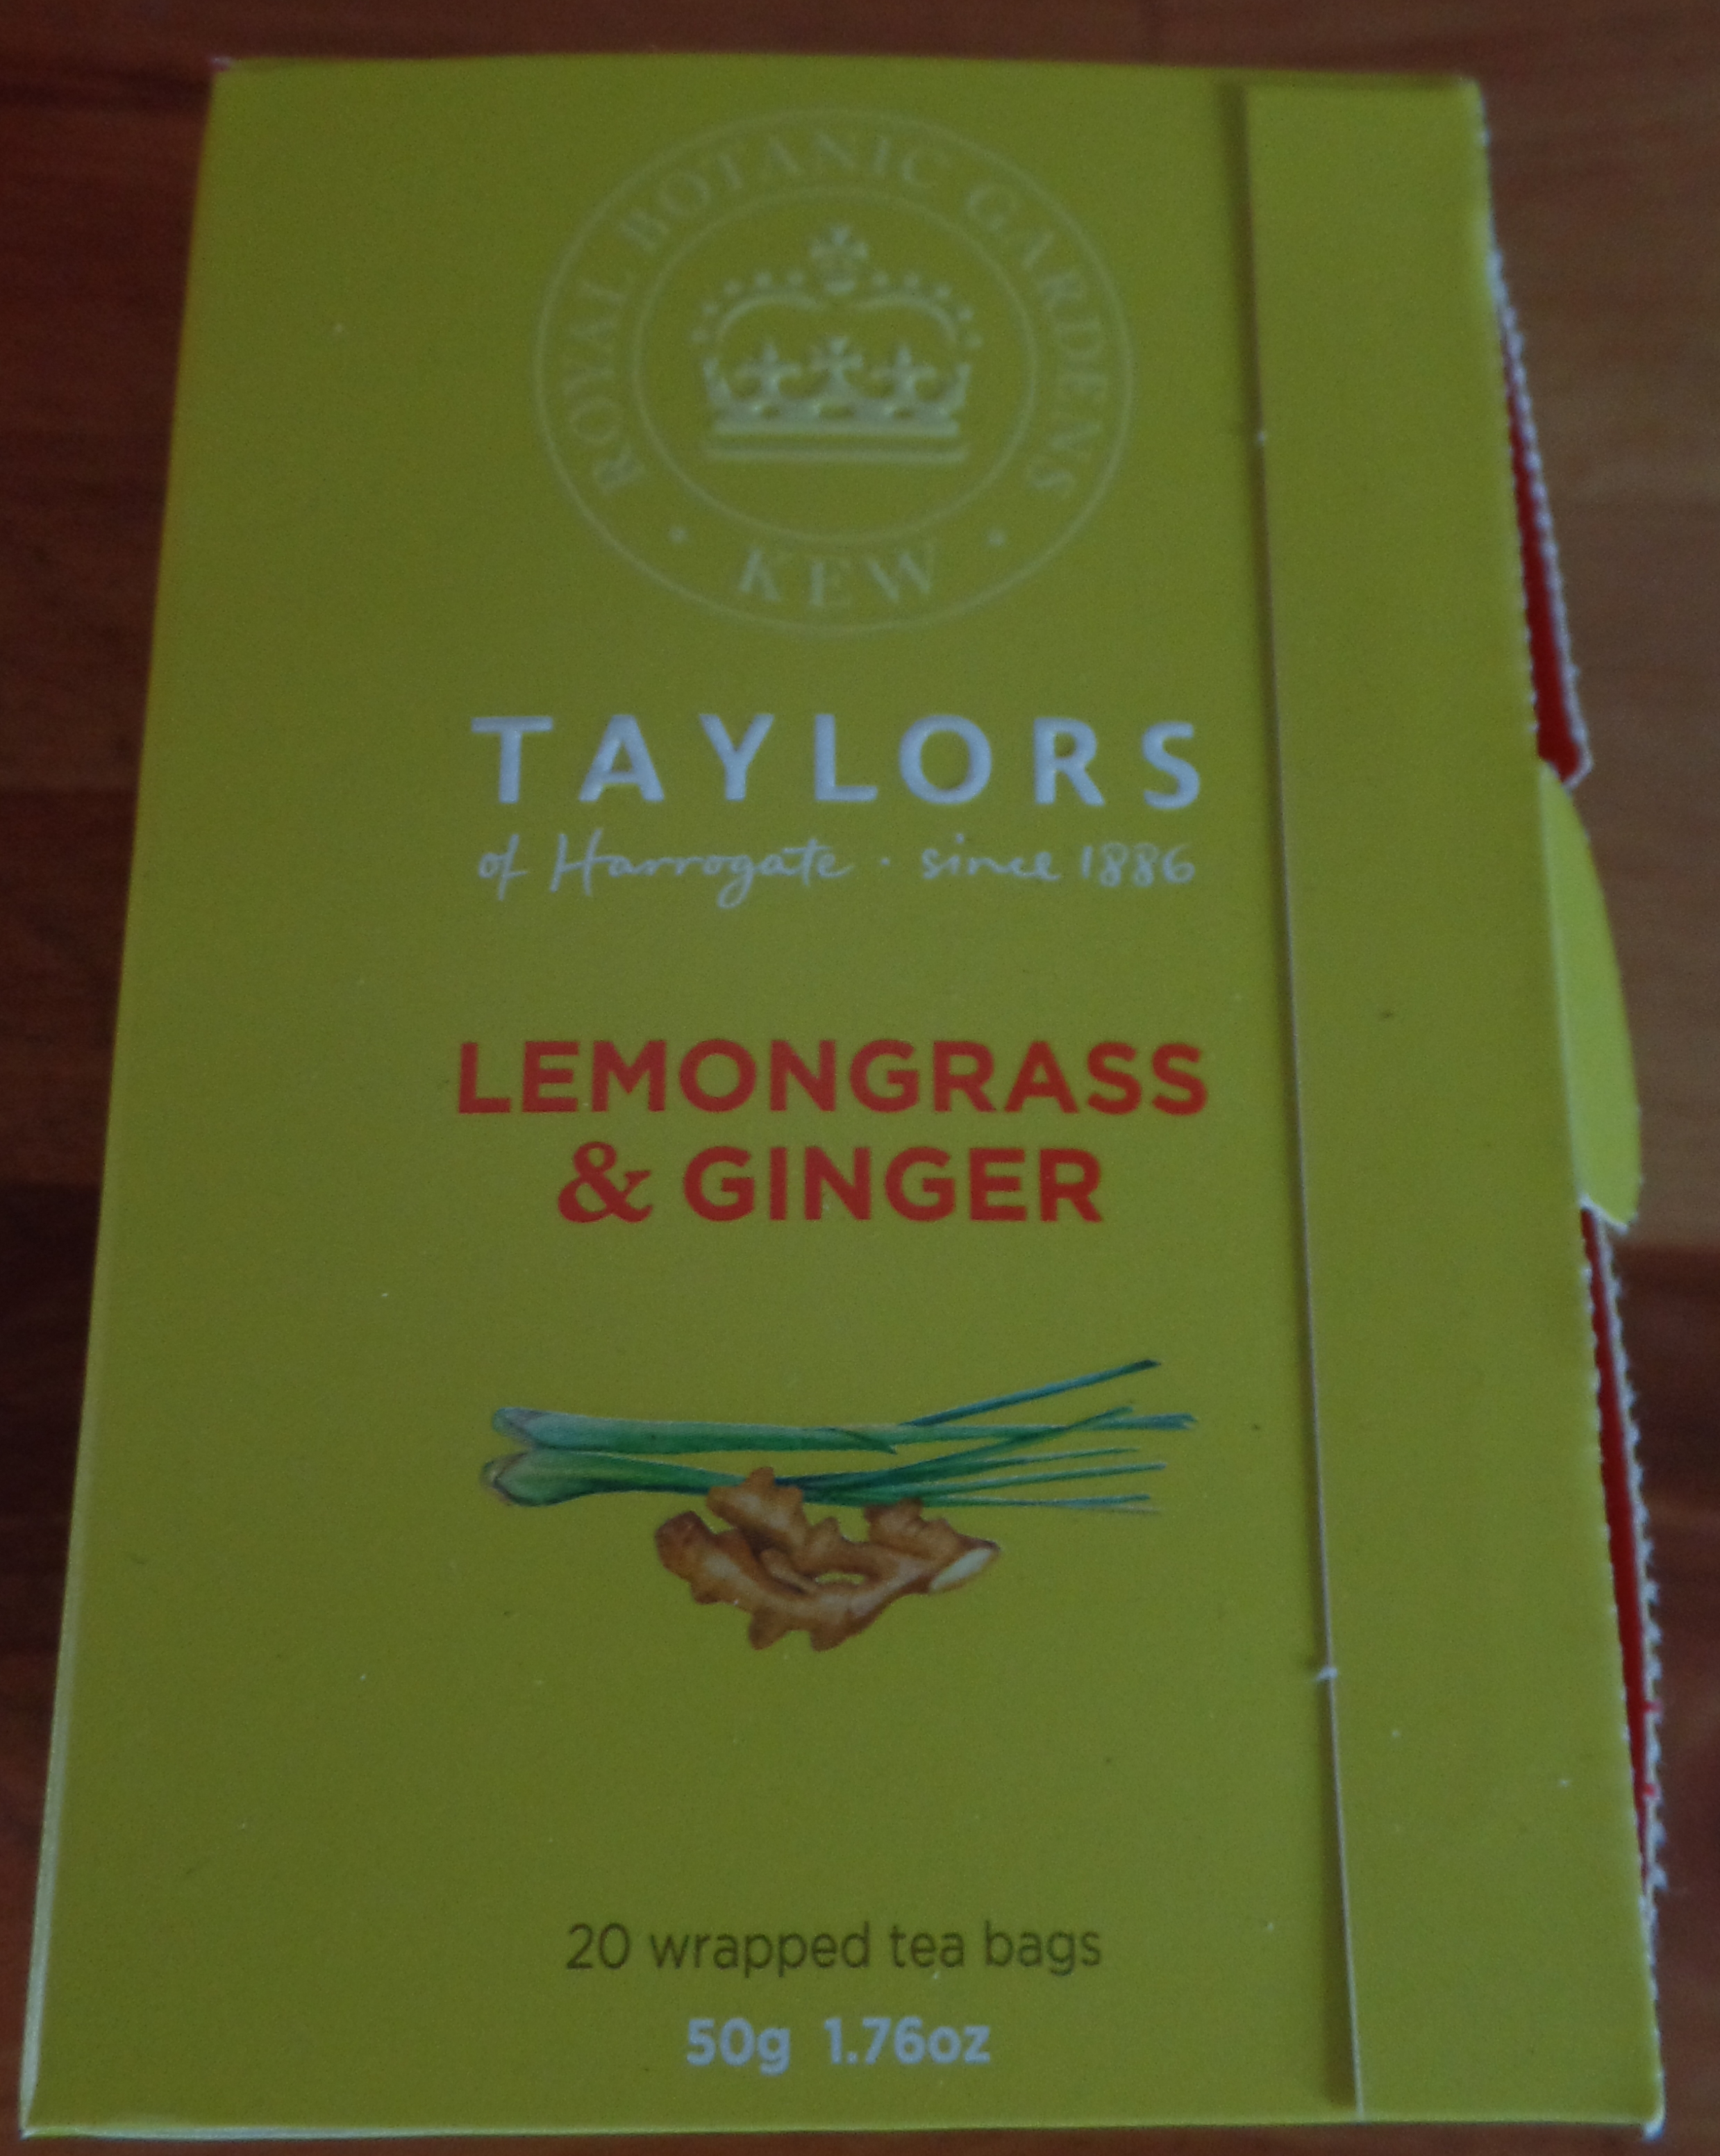 ROYAL BOTANIC GARDENS
• KEW •
TAYLORS
of Harrogate · since 1886
LEMONGRASS
& GINGER
20 wrapped tea bags
50g 1.76oz